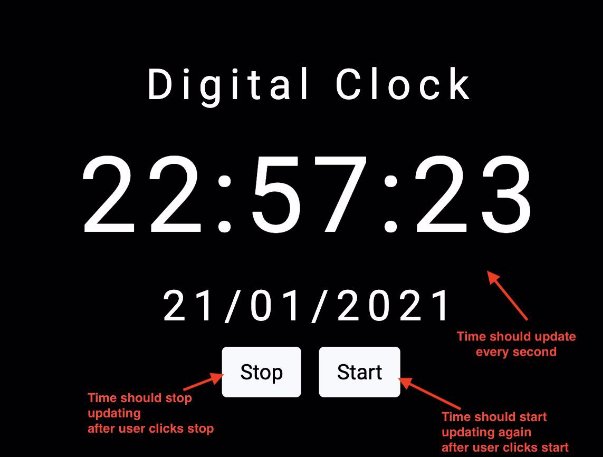 Digital Clock
22:57:23
21/01/2021
Time should update
every second
Stop
Start
Time should stop
updating
after user clicks stop
Time should start
updating again
after user clicks start